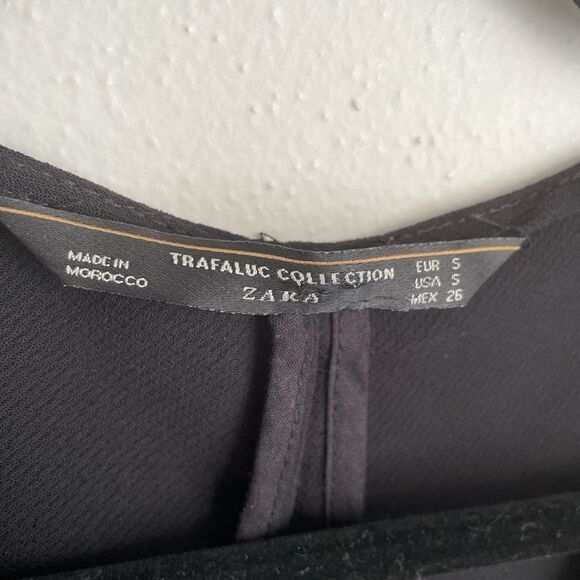 MADE IN
MOROCCO
TRAFALUC COLLECTION
ZARA
EUR S
USA S
MEX 26